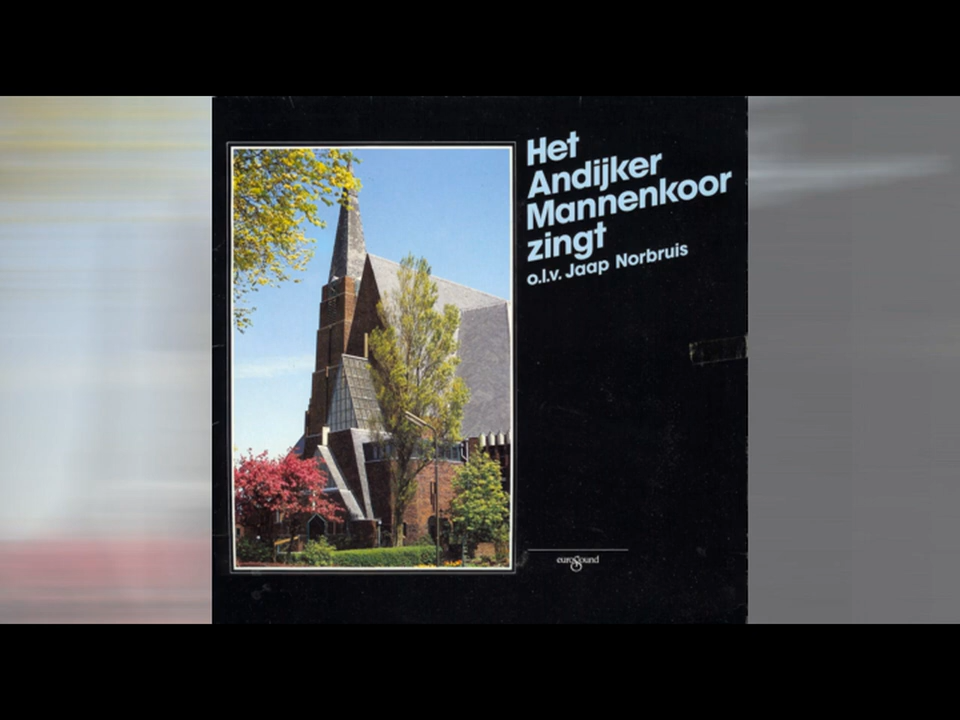 Het
Andijker
Mannenkoor
zingt
o.l.v. Jaap Norbruis
euroSound